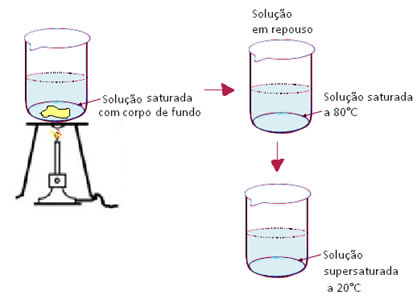 Solução
em repouso
Solução saturada
com corpo de fundo
Solução saturada
a 80°C
Solução
supersaturada
a 20°C